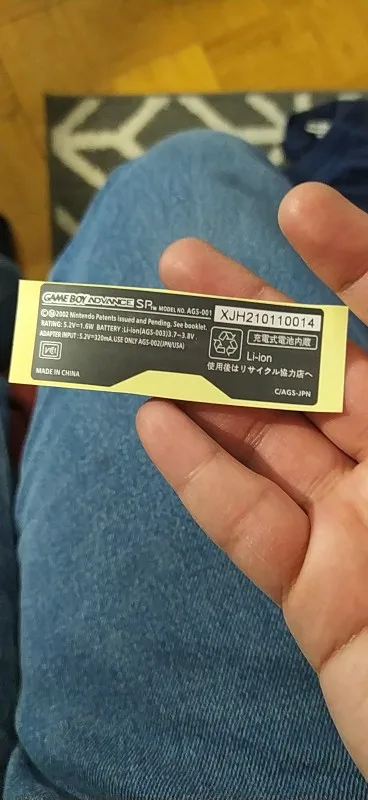 GAME BOY ADVANCE SP TM MODEL NO. AGS-001
XJH210110014
©Ⓜ2002 Nintendo Patents issued and Pending, See booklet.
RATING: 5.2V⎓1.6W BATTERY :Li-ion(AGS-003)3.7~3.8V
ADAPTER INPUT :5.2V⎓320mA.USE ONLY AGS-002(JPN/USA)
充電式電池内蔵
Li-ion
使用後はリサイクル協力店へ
MADE IN CHINA
C/AGS-JPN